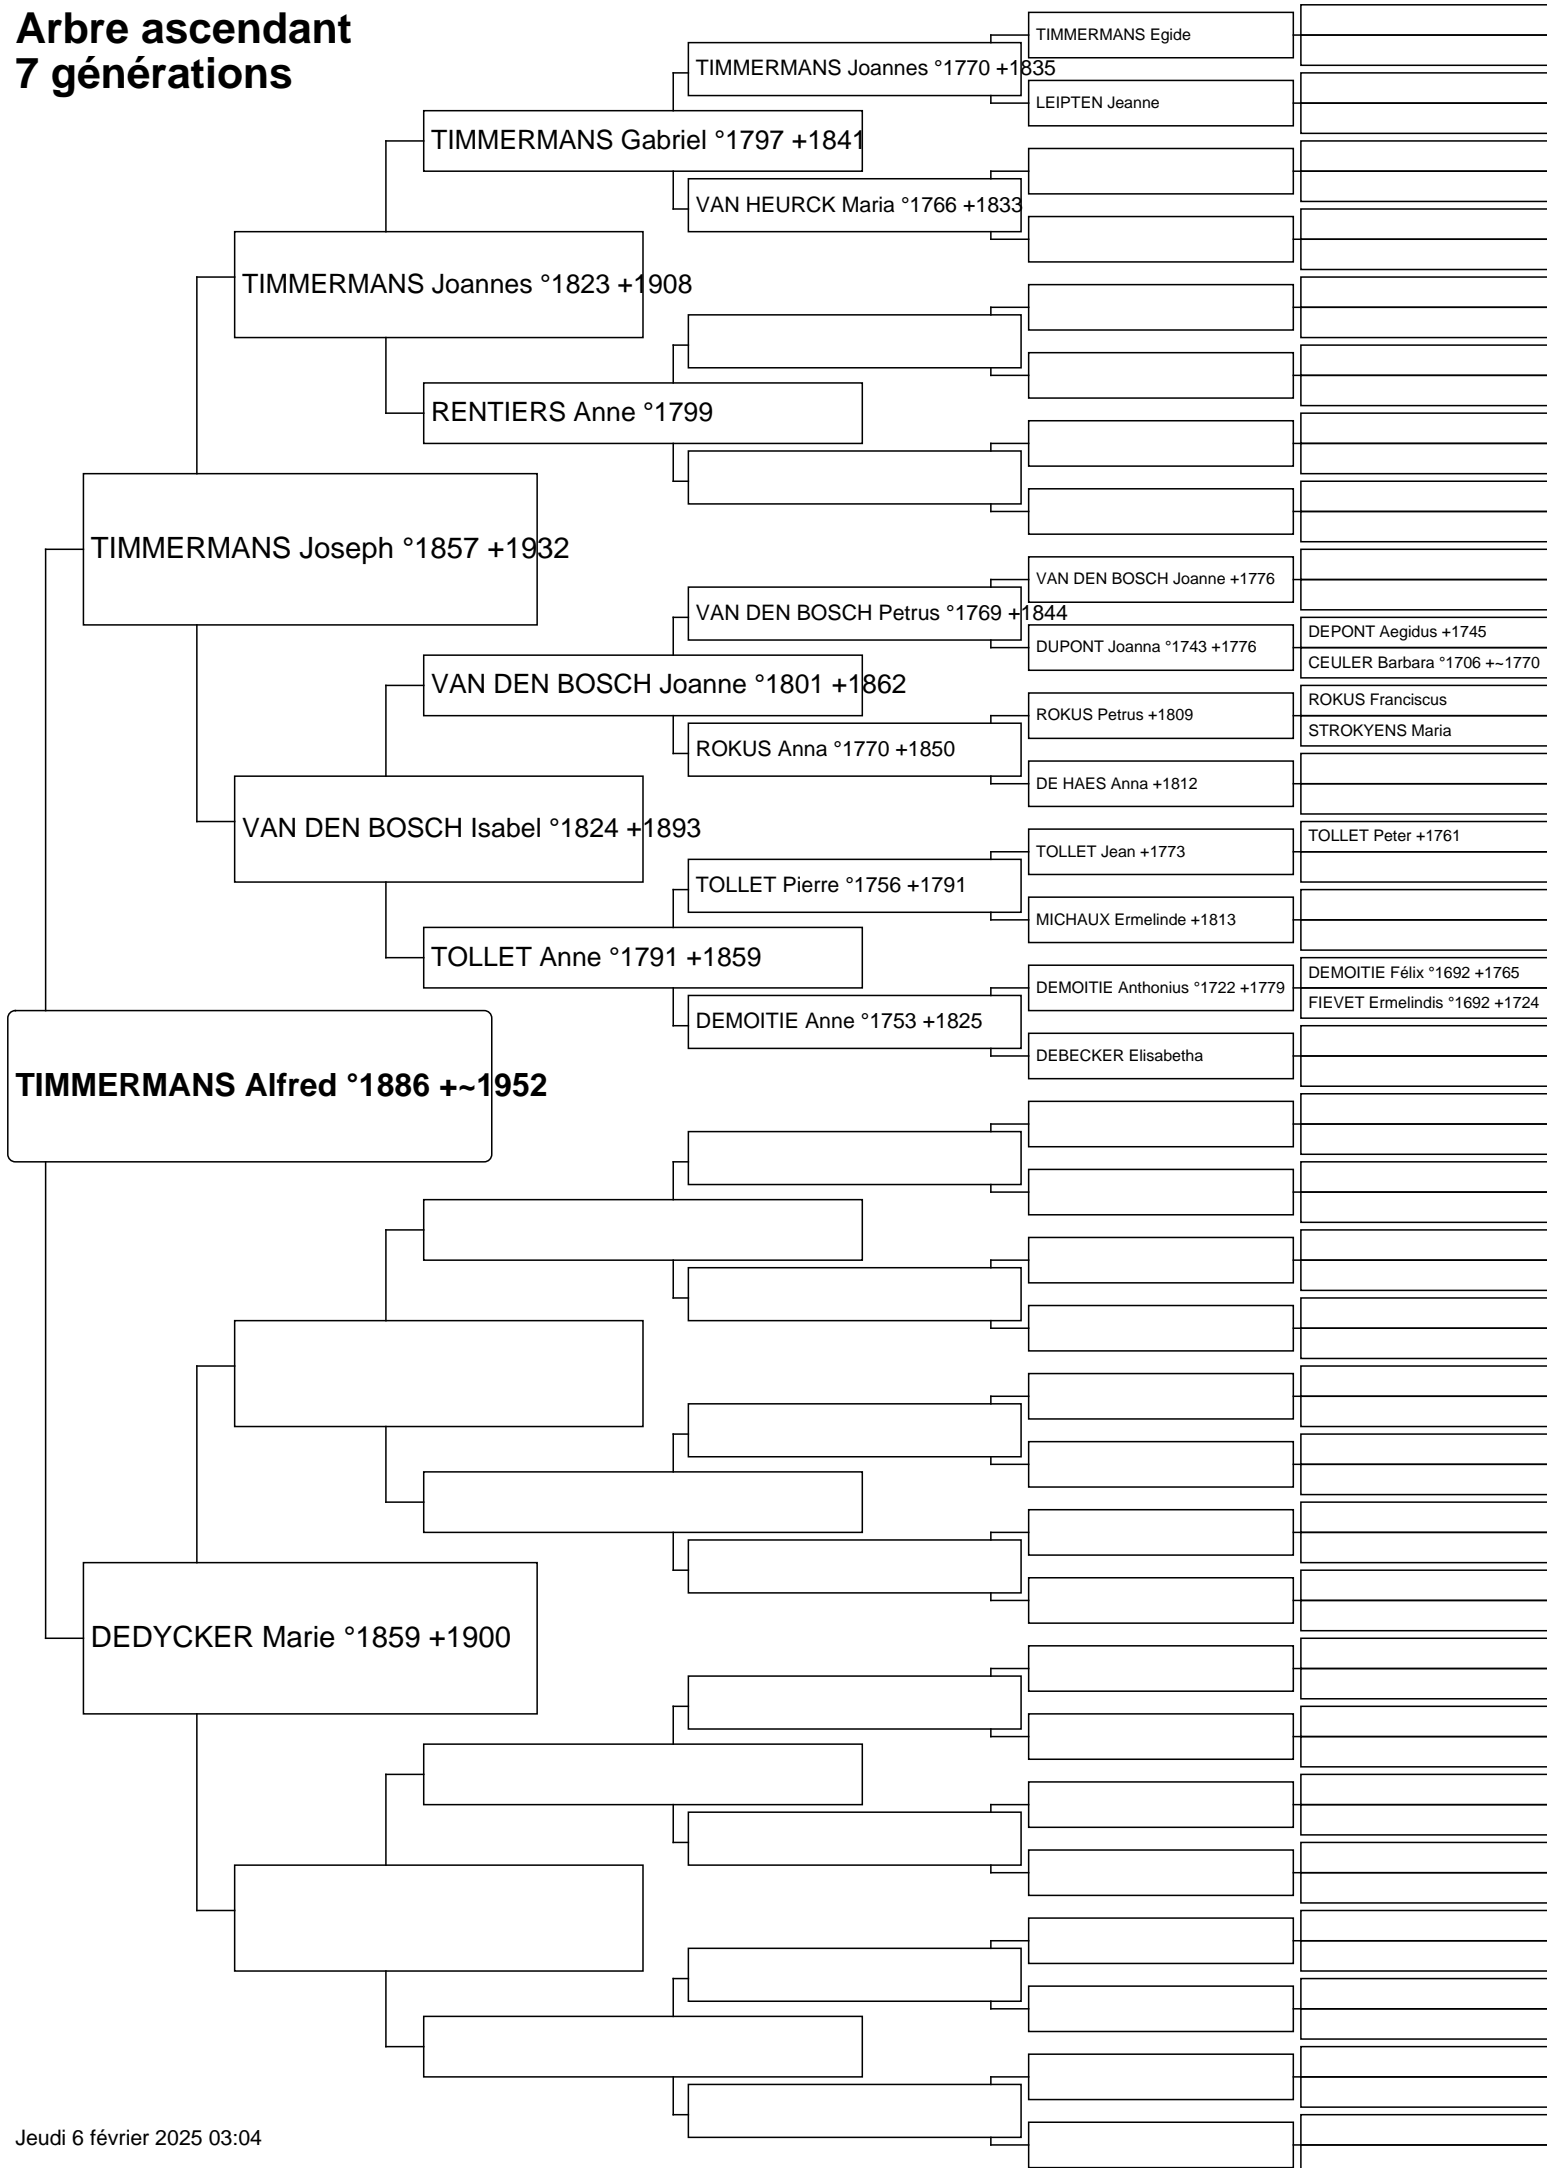 Arbre ascendant
7 générations
TIMMERMANS Egide
TIMMERMANS Joannes °1770 +1835
LEIPTEN Jeanne
TIMMERMANS Gabriel °1797 +1841
VAN HEURCK Maria °1766 +1833
TIMMERMANS Joannes °1823 +1908
RENTIERS Anne °1799
TIMMERMANS Joseph °1857 +1932
VAN DEN BOSCH Joanne +1776
VAN DEN BOSCH Petrus °1769 +1844
DEPONT Aegidus +1745
DUPONT Joanna °1743 +1776
CEULER Barbara °1706 +~1770
VAN DEN BOSCH Joanne °1801 +1862
ROKUS Franciscus
ROKUS Petrus +1809
STROKYENS Maria
ROKUS Anna °1770 +1850
DE HAES Anna +1812
VAN DEN BOSCH Isabel °1824 +1893
TOLLET Peter +1761
TOLLET Jean +1773
TOLLET Pierre °1756 +1791
MICHAUX Ermelinde +1813
TOLLET Anne °1791 +1859
DEMOITIE Félix °1692 +1765
DEMOITIE Anthonius °1722 +1779
FIEVET Ermelindis °1692 +1724
DEMOITIE Anne °1753 +1825
DEBECKER Elisabetha
TIMMERMANS Alfred °1886 +~1952
DEDYCKER Marie °1859 +1900
Jeudi 6 février 2025 03:04